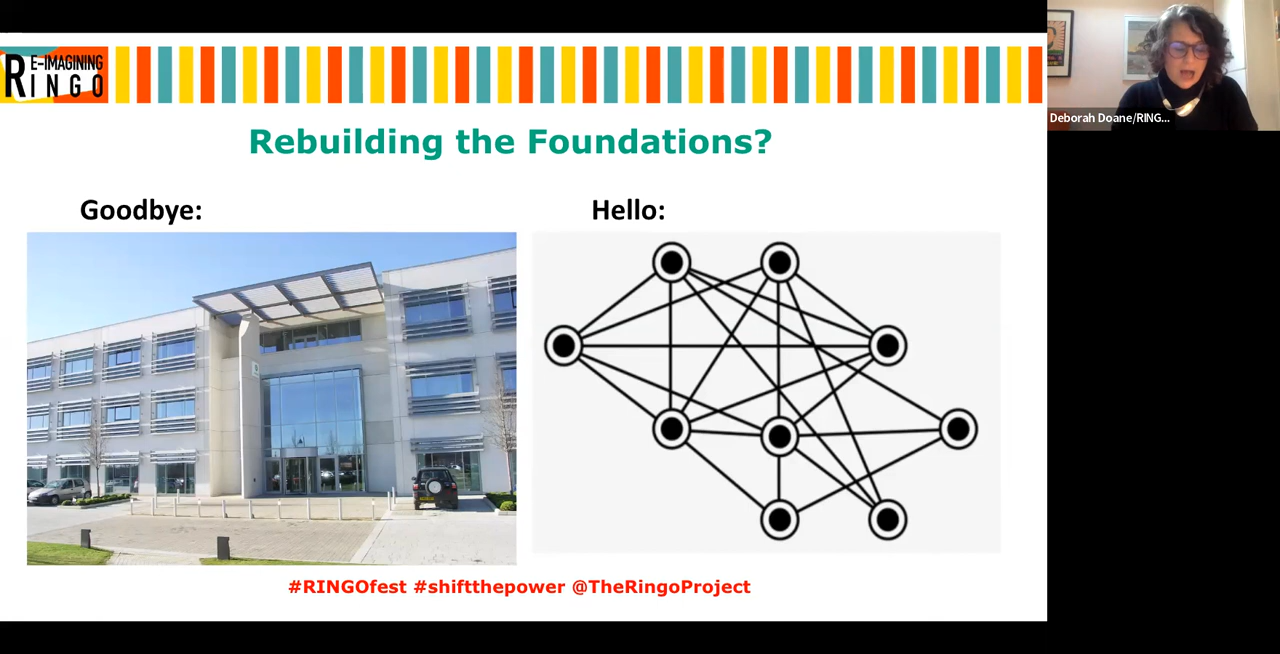 RE-IMAGINING
RINGO
Deborah Doane/RING...
Rebuilding the Foundations?
Goodbye:
Hello:
#RINGOfest #shiftthepower @TheRingoProject